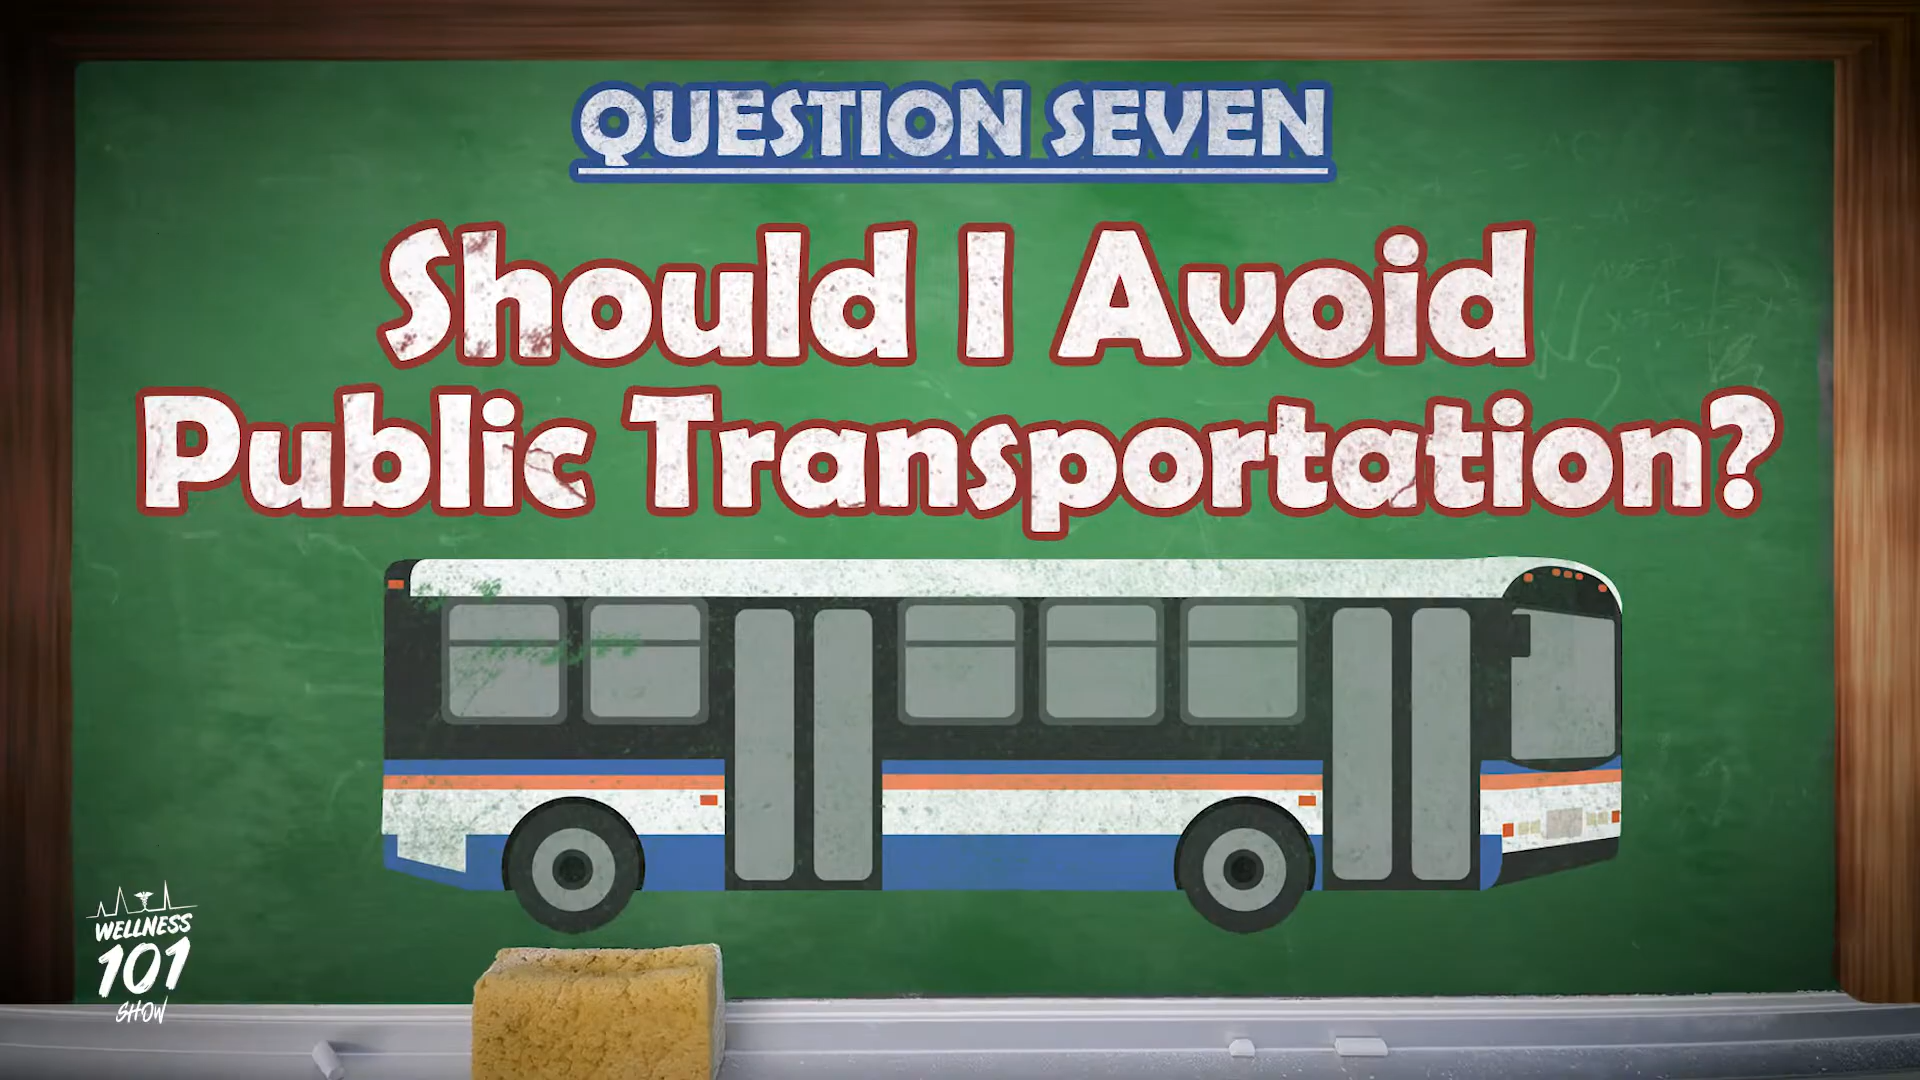 QUESTION SEVEN
Should I Avoid
Public Transportation?
WELLNESS
101
SHOW